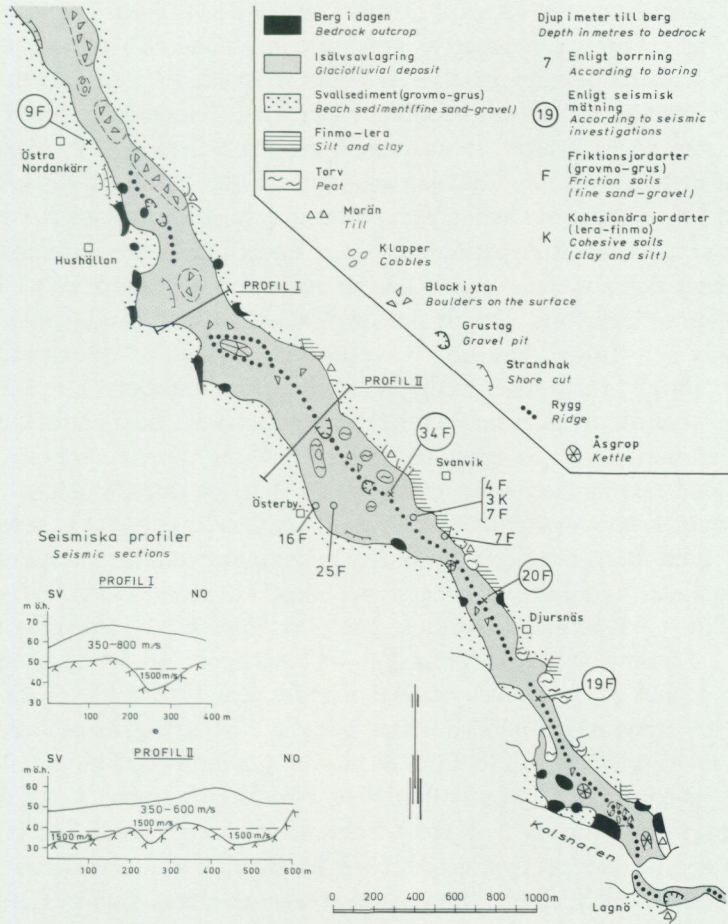 Berg i dagen
Bedrock outcrop
Isälvsavlagring
Glaciofluvial deposit
Svallsediment (grovmo-grus)
Beach sediment (fine sand-gravel)
Finmo-lera
Silt and clay
Torv
Peat
Morän
Till
Klapper
Cobbles
Block i ytan
Boulders on the surface
Grustag
Gravel pit
Strandhak
Shore cut
Rygg
Ridge
Åsgrop
Kettle
Djup i meter till berg
Depth in metres to bedrock
7
Enligt borrning
According to boring
19
Enligt seismisk
mätning
According to seismic
investigations
F
Friktionsjordarter
(grovmo-grus)
Friction soils
(fine sand-gravel)
K
Kohesionära jordarter
(lera-finmo)
Cohesive soils
(clay and silt)
9F
Östra
Nordankärr
Hushållan
PROFIL I
PROFIL II
34F
Svanvik
4F
3K
7F
Österby
16F
25F
7F
20F
Djursnäs
19F
Kolsnaren
Lagnö
Seismiska profiler
Seismic sections
PROFIL I
SV
NO
m ö.h.
70
60
50
40
30
350-800 m/s
1500 m/s
100
200
300
400 m
PROFIL II
SV
NO
m ö.h.
60
50
40
30
350-600 m/s
1500 m/s
1500 m/s
1500 m/s
100
200
300
400
500
600 m
0
200
400
600
800
1000m